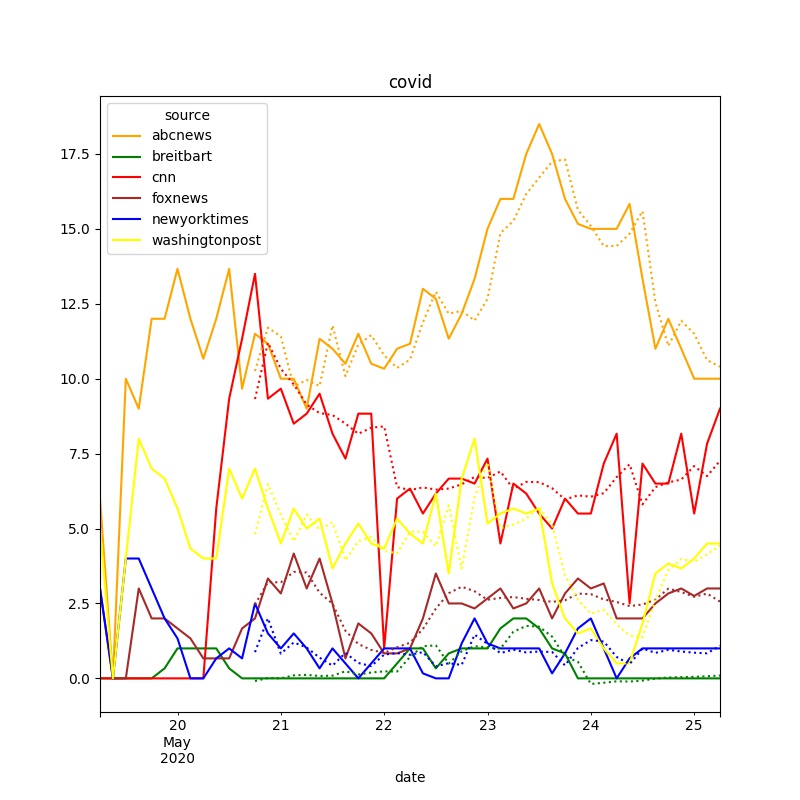 covid
source
abcnews
breitbart
cnn
foxnews
newyorktimes
washingtonpost
17.5
15.0
12.5
10.0
7.5
5.0
2.5
0.0
20 21 22 23 24 25
May
2020
date